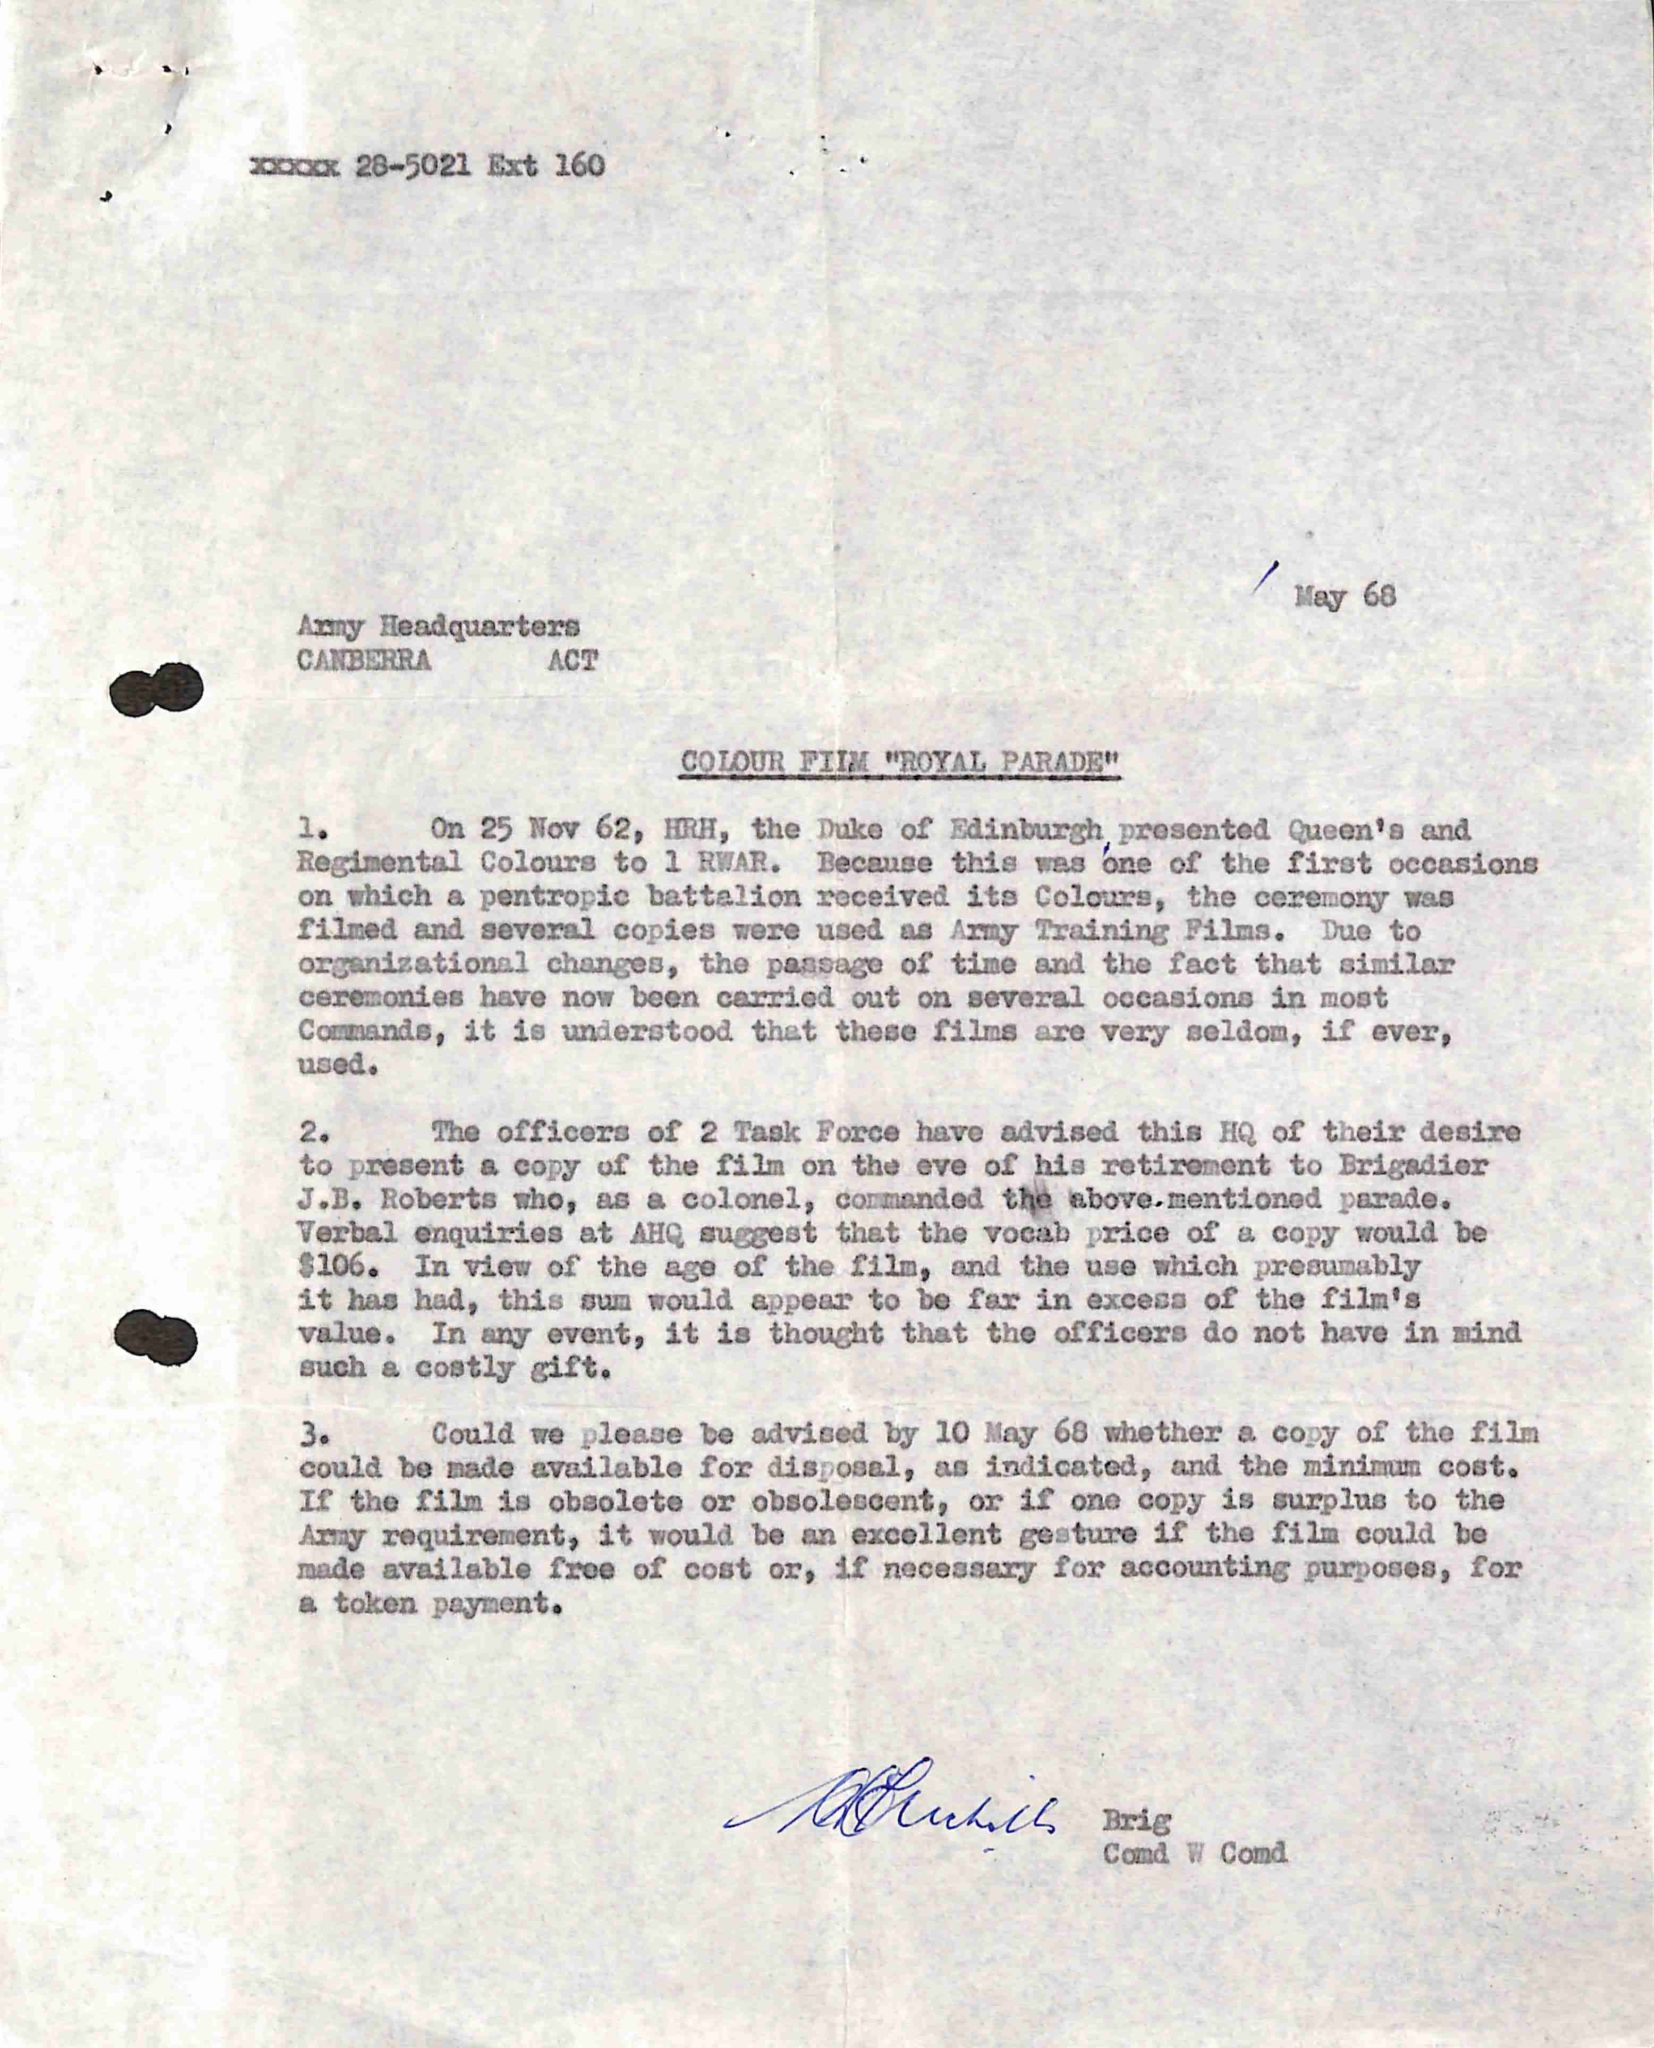 xxxxx 28-5021 Ext 160
May 68
Army Headquarters
CANBERRA ACT
COLOUR FILM "ROYAL PARADE"
1. On 25 Nov 62, HRH, the Duke of Edinburgh, presented Queen's and
Regimental Colours to 1 RWAR. Because this was one of the first occasions
on which a pentropic battalion received its Colours, the ceremony was
filmed and several copies were used as Army Training Films. Due to
organizational changes, the passage of time and the fact that similar
ceremonies have now been carried out on several occasions in most
Commands, it is understood that these films are very seldom, if ever,
used.
2. The officers of 2 Task Force have advised this HQ of their desire
to present a copy of the film on the eve of his retirement to Brigadier
J.B. Roberts who, as a colonel, commanded the above-mentioned parade.
Verbal enquiries at AHQ suggest that the vocab price of a copy would be
$106. In view of the age of the film, and the use which presumably
it has had, this sum would appear to be far in excess of the film's
value. In any event, it is thought that the officers do not have in mind
such a costly gift.
3. Could we please be advised by 10 May 68 whether a copy of the film
could be made available for disposal, as indicated, and the minimum cost.
If the film is obsolete or obsolescent, or if one copy is surplus to the
Army requirement, it would be an excellent gesture if the film could be
made available free of cost or, if necessary for accounting purposes, for
a token payment.
Brig
Comd W Comd